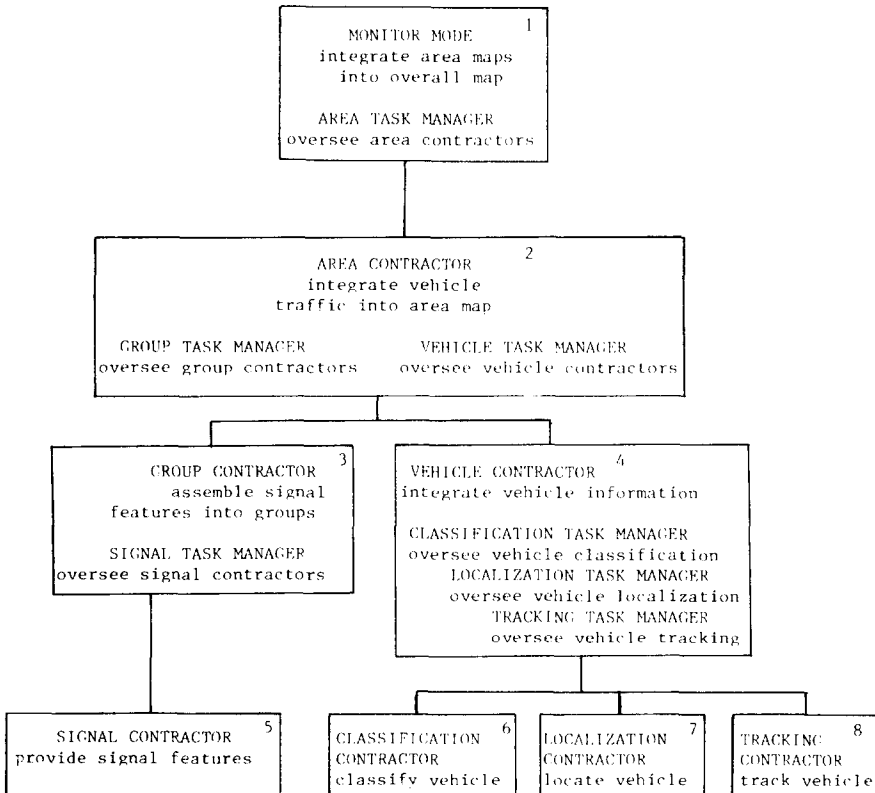 1
MONITOR MODE
integrate area maps
into overall map
AREA TASK MANAGER
oversee area contractors
2
AREA CONTRACTOR
integrate vehicle
traffic into area map
GROUP TASK MANAGER
oversee group contractors
VEHICLE TASK MANAGER
oversee vehicle contractors
3
GROUP CONTRACTOR
assemble signal
features into groups
SIGNAL TASK MANAGER
oversee signal contractors
4
VEHICLE CONTRACTOR
integrate vehicle information
CLASSIFICATION TASK MANAGER
oversee vehicle classification
LOCALIZATION TASK MANAGER
oversee vehicle localization
TRACKING TASK MANAGER
oversee vehicle tracking
5
SIGNAL CONTRACTOR
provide signal features
6
CLASSIFICATION
CONTRACTOR
classify vehicle
7
LOCALIZATION
CONTRACTOR
locate vehicle
8
TRACKING
CONTRACTOR
track vehicle